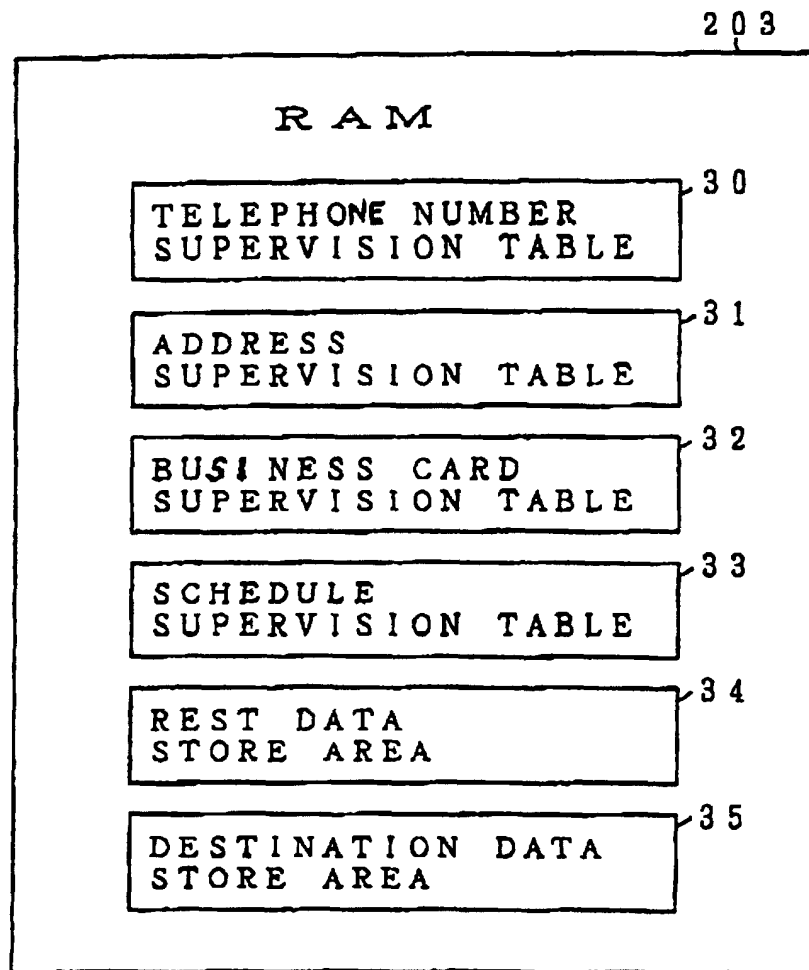 203
RAM
30
TELEPHONE NUMBER
SUPERVISION TABLE
31
ADDRESS
SUPERVISION TABLE
32
BUSINESS CARD
SUPERVISION TABLE
33
SCHEDULE
SUPERVISION TABLE
34
REST DATA
STORE AREA
35
DESTINATION DATA
STORE AREA